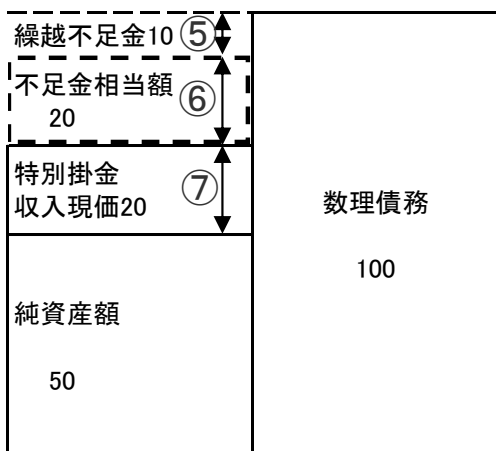 繰越不足金10 ⑤
不足金相当額 ⑥
20
特別掛金 ⑦
収入現価20
純資産額
50
数理債務
100